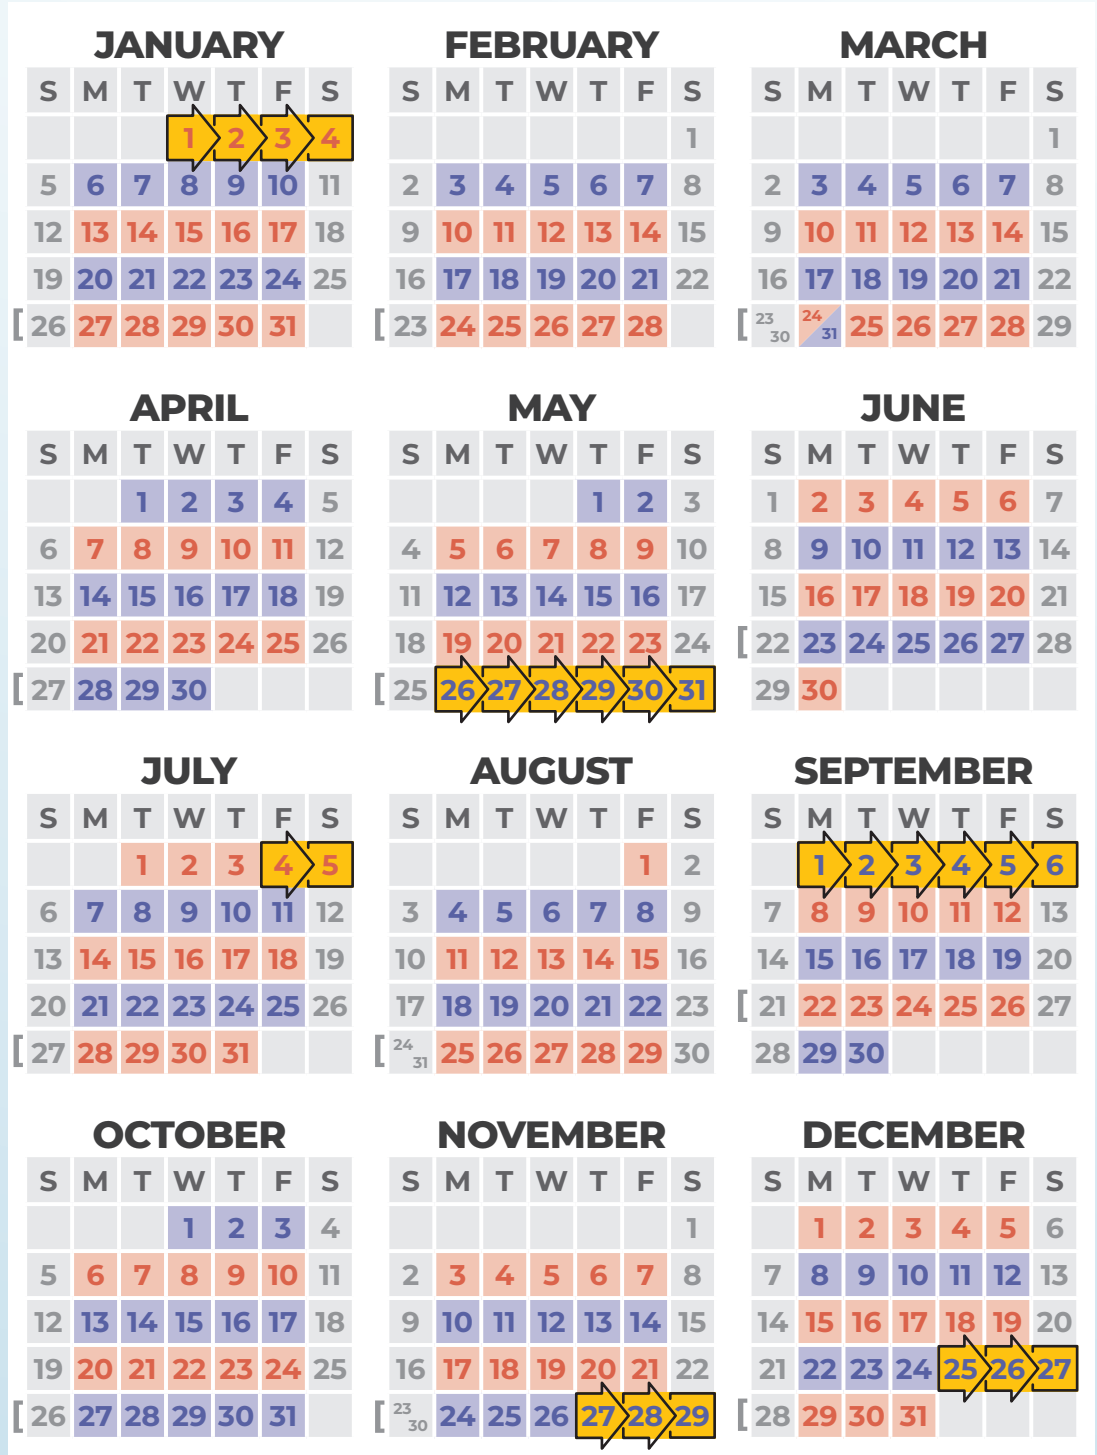 JANUARY FEBRUARY MARCH
S M T W T F S S M T W T F S S M T W T F S
1 2 3 4 1 1
5 6 7 8 9 10 11 2 3 4 5 6 7 8 2 3 4 5 6 7 8
12 13 14 15 16 17 18 9 10 11 12 13 14 15 9 10 11 12 13 14 15
19 20 21 22 23 24 25 16 17 18 19 20 21 22 16 17 18 19 20 21 22
[ 26 27 28 29 30 31 [ 23 24 25 26 27 28 [ 23 30 24 31 25 26 27 28 29
APRIL MAY JUNE
S M T W T F S S M T W T F S S M T W T F S
1 2 3 4 5 1 2 3 1 2 3 4 5 6 7
6 7 8 9 10 11 12 4 5 6 7 8 9 10 8 9 10 11 12 13 14
13 14 15 16 17 18 19 11 12 13 14 15 16 17 15 16 17 18 19 20 21
20 21 22 23 24 25 26 18 19 20 21 22 23 24 [ 22 23 24 25 26 27 28
[ 27 28 29 30 [ 25 26 27 28 29 30 31 29 30
JULY AUGUST SEPTEMBER
S M T W T F S S M T W T F S S M T W T F S
1 2 3 4 5 1 2 1 2 3 4 5 6
6 7 8 9 10 11 12 3 4 5 6 7 8 9 7 8 9 10 11 12 13
13 14 15 16 17 18 19 10 11 12 13 14 15 16 14 15 16 17 18 19 20
20 21 22 23 24 25 26 17 18 19 20 21 22 23 [ 21 22 23 24 25 26 27
[ 27 28 29 30 31 [ 24 31 25 26 27 28 29 30 28 29 30
OCTOBER NOVEMBER DECEMBER
S M T W T F S S M T W T F S S M T W T F S
1 2 3 4 1 1 2 3 4 5 6
5 6 7 8 9 10 11 2 3 4 5 6 7 8 7 8 9 10 11 12 13
12 13 14 15 16 17 18 9 10 11 12 13 14 15 14 15 16 17 18 19 20
19 20 21 22 23 24 25 16 17 18 19 20 21 22 21 22 23 24 25 26 27
[ 26 27 28 29 30 31 [ 23 30 24 25 26 27 28 29 [ 28 29 30 31